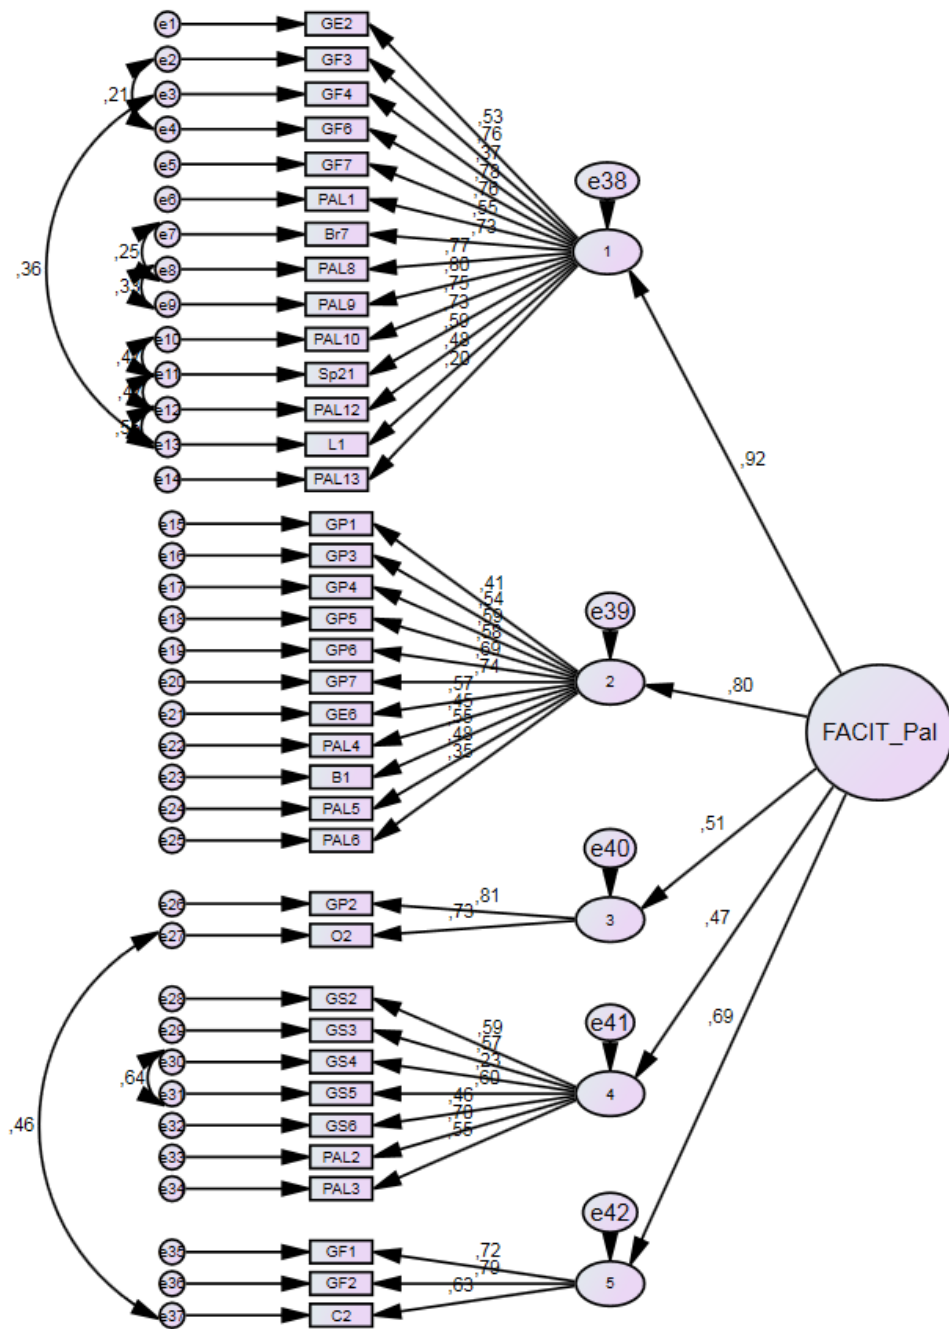 e1 GE2
e2 GF3
,21
e3 GF4
e4 GF6
,53
,76
,37
,78
,76
,55
,73
e5 GF7
e38
e6 PAL1
e7 Br7
1
,36
,25
e8 PAL8
,77
,75
,73
,48
,20
e9 PAL9
e10 PAL10
e11 Sp21
e12 PAL12
e13 L1
,92
e14 PAL13
e15 GP1
e16 GP3
e17 GP4
,41
,54
,59
,58
,69
,74
e39
e18 GP5
e19 GP6
e20 GP7
2
,80
,57
,45
,55
,48
,35
e21 GE6
FACIT_Pal
e22 PAL4
e23 B1
e24 PAL5
e25 PAL6
,51
e40
e26 GP2
,81
,73
3
,47
e27 O2
e28 GS2
,59
,57
,23
,60
e41
,69
e29 GS3
e30 GS4
,64
e31 GS5
4
,46
,55
,46
e32 GS6
e33 PAL2
e34 PAL3
e42
e35 GF1
,72
e36 GF2
5
,63
e37 C2